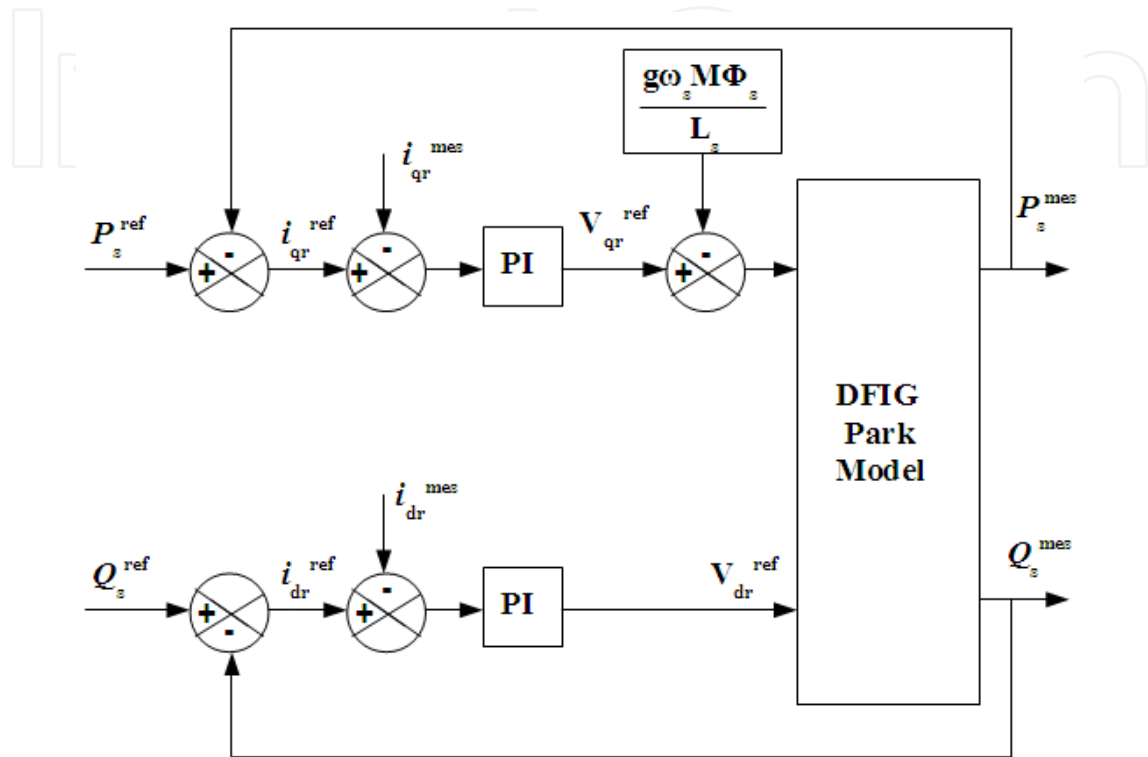 gω_s MΦ_s
L_s
i_qr^mes
P_s^ref
i_qr^ref
V_qr^ref
P_s^mes
+ -
+ -
PI
+ -
DFIG
Park
Model
i_dr^mes
Q_s^ref
i_dr^ref
V_dr^ref
Q_s^mes
+ -
+ -
PI